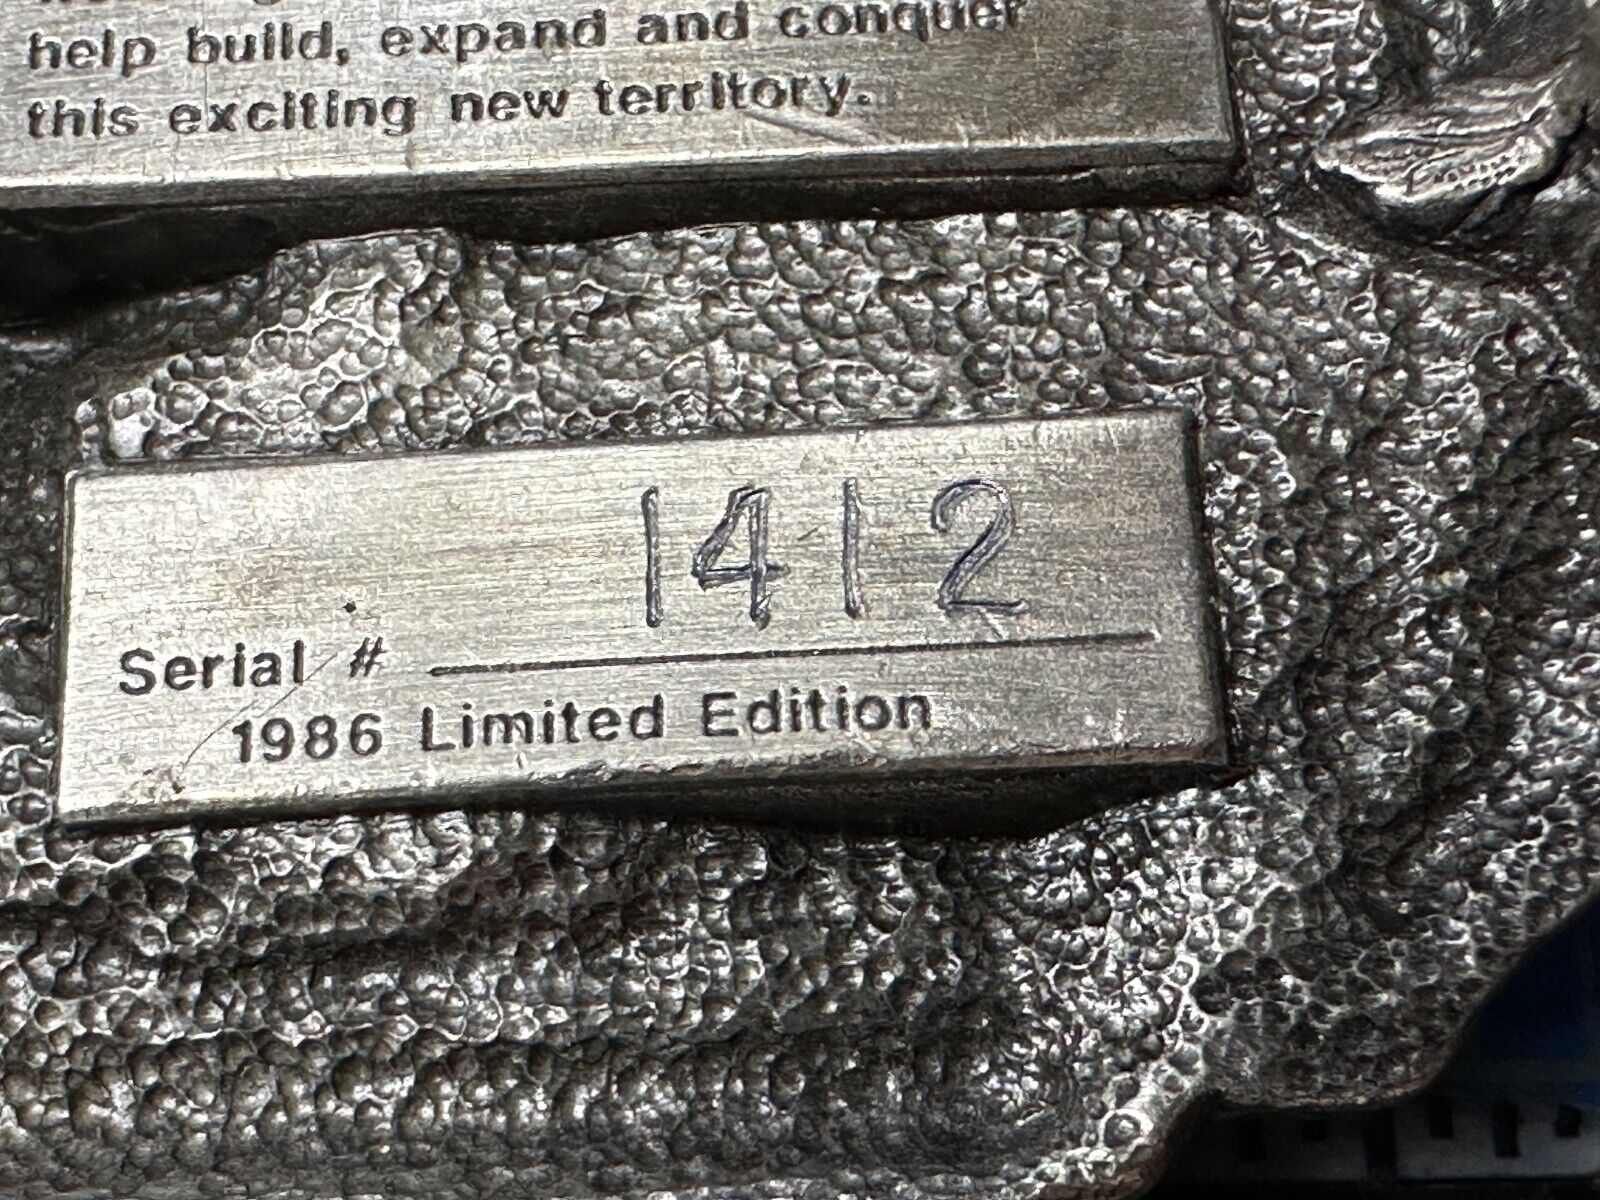 help build, expand and conquer
this exciting new territory.
1412
Serial #
1986 Limited Edition